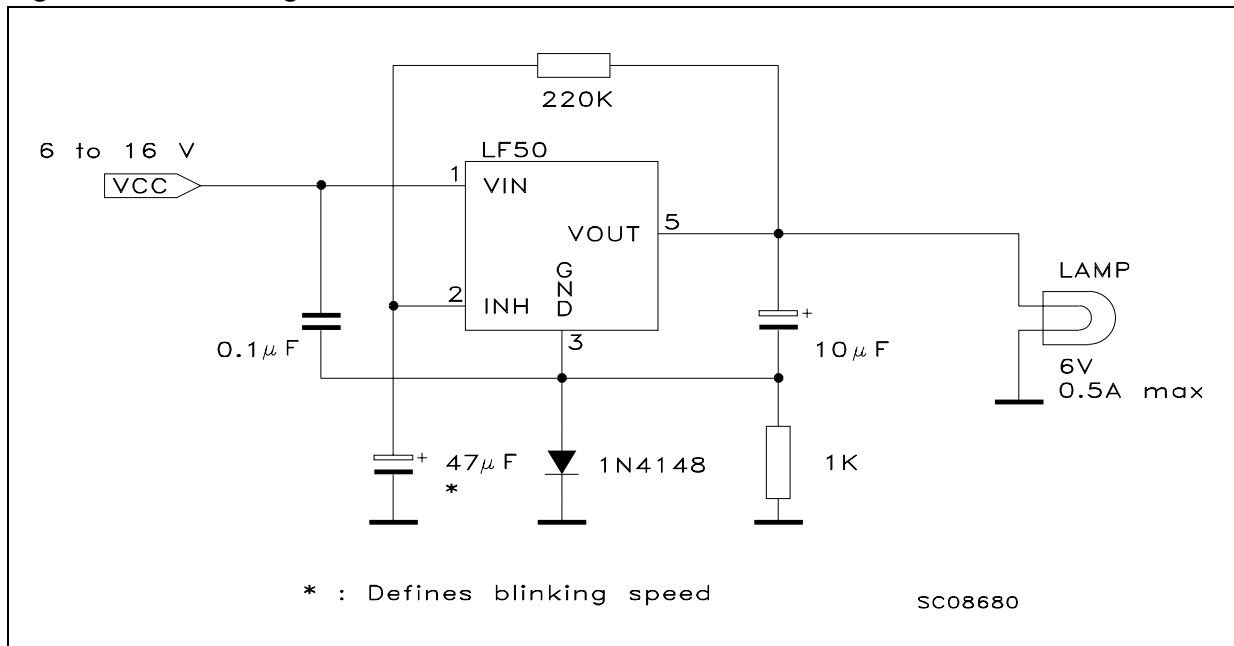 220K
6 to 16 V
LF50
VCC
1
VIN
5
VOUT
GND
LAMP
2
INH
3
0.1μF
+
10μF
6V
0.5A max
+
47μF
*
1N4148
1K
* : Defines blinking speed
SC08680